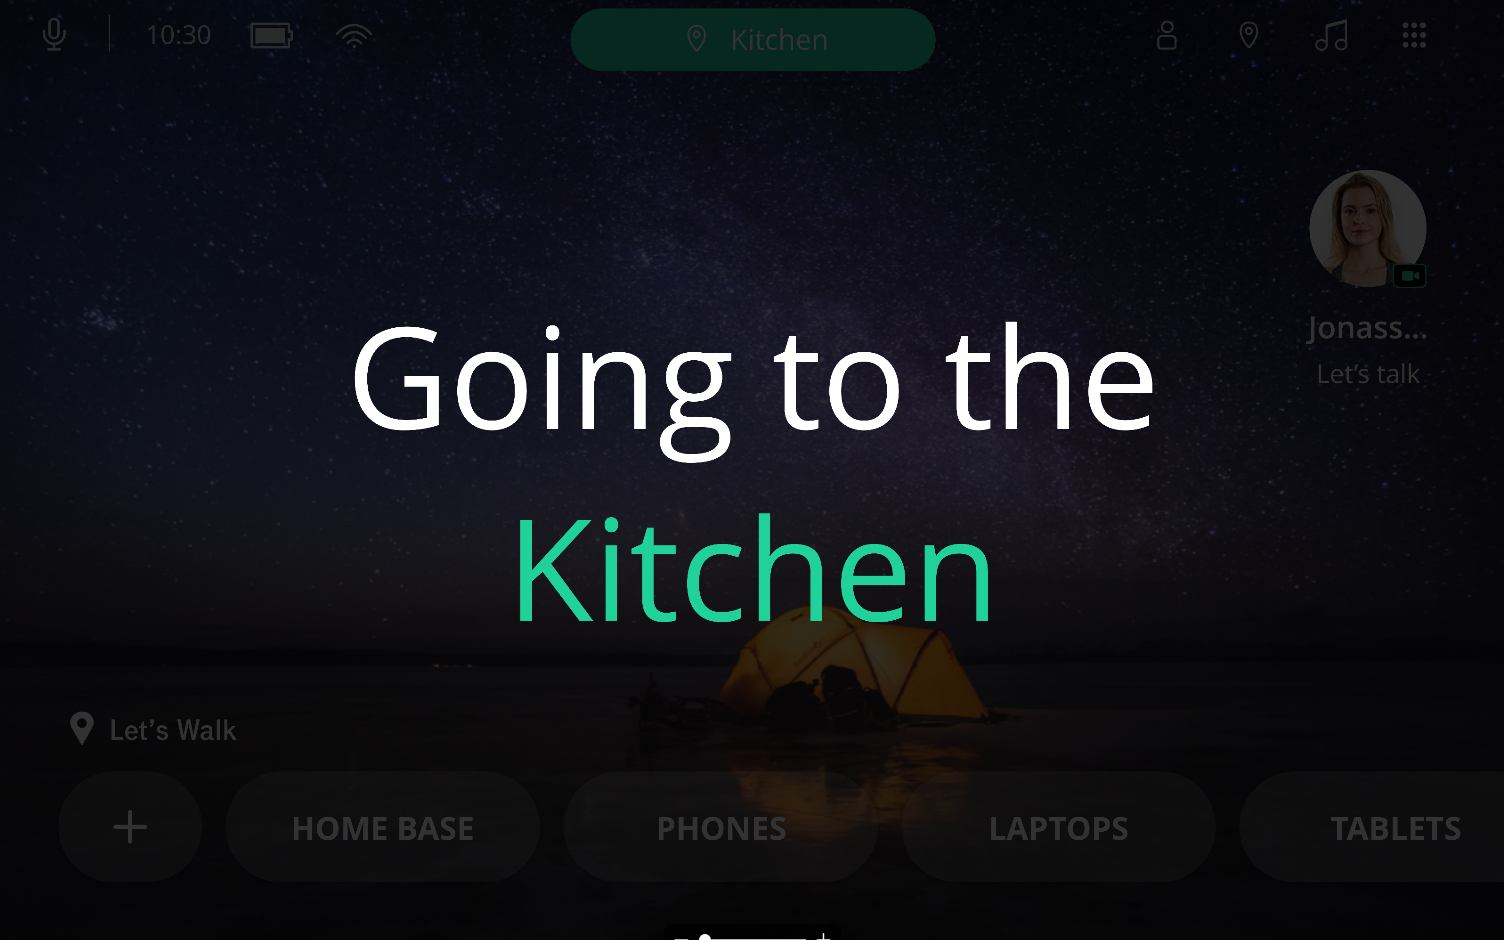 10:30
Kitchen
Jonass...
Let's talk
Going to the
Kitchen
Let's Walk
HOME BASE
PHONES
LAPTOPS
TABLETS